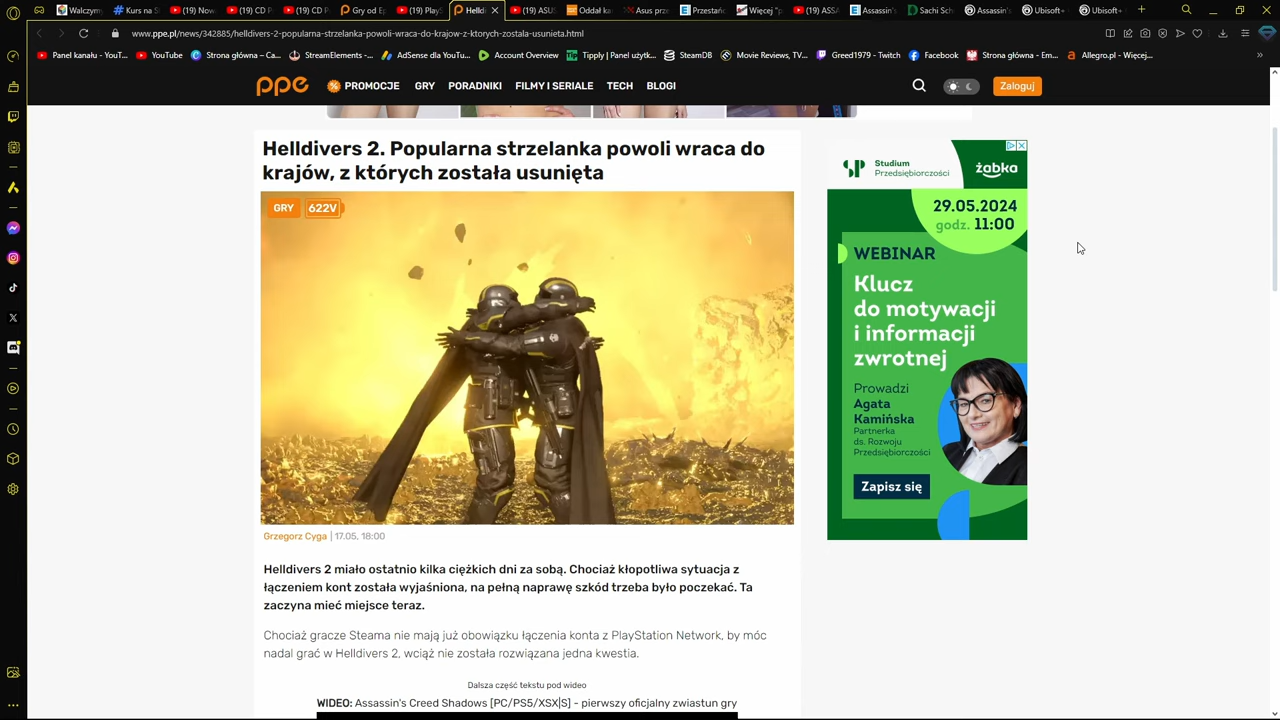 Walczym
Kurs na S
(19) Now
(19) CD P
(19) CD P
Gry od Ep
(19) PlayS
Helldi
(19) ASUS
Oddał ka
Asus prze
Przestań
Więcej "p
(19) ASSA
Assassin's
Sachi Sch
Assassin's
Ubisoft+
Ubisoft+
www.ppe.pl/news/342885/helldivers-2-popularna-strzelanka-powoli-wraca-do-krajow-z-ktorych-zostala-usunieta.html
Panel kanału - YouT...
YouTube
Strona główna – Ca...
StreamElements -...
AdSense dla YouTu...
Account Overview
Tipply | Panel użytk...
SteamDB
Movie Reviews, TV...
Greed1979 - Twitch
Facebook
Strona główna - Em...
Allegro.pl - Więcej...
ppe
PROMOCJE
GRY
PORADNIKI
FILMY I SERIALE
TECH
BLOGI
Zaloguj
Helldivers 2. Popularna strzelanka powoli wraca do
krajów, z których została usunięta
GRY
622V
Grzegorz Cyga | 17.05, 18:00
Helldivers 2 miało ostatnio kilka ciężkich dni za sobą. Chociaż kłopotliwa sytuacja z
łączeniem kont została wyjaśniona, na pełną naprawę szkód trzeba było poczekać. Ta
zaczyna mieć miejsce teraz.
Chociaż gracze Steama nie mają już obowiązku łączenia konta z PlayStation Network, by móc
nadal grać w Helldivers 2, wciąż nie została rozwiązana jedna kwestia.
Dalsza część tekstu pod wideo
WIDEO: Assassin's Creed Shadows [PC/PS5/XSX|S] - pierwszy oficjalny zwiastun gry
Studium
Przedsiębiorczości
żabka
29.05.2024
godz. 11:00
WEBINAR
Klucz
do motywacji
i informacji
zwrotnej
Prowadzi
Agata
Kamińska
Partnerka
ds. Rozwoju
Przedsiębiorczości
Zapisz się